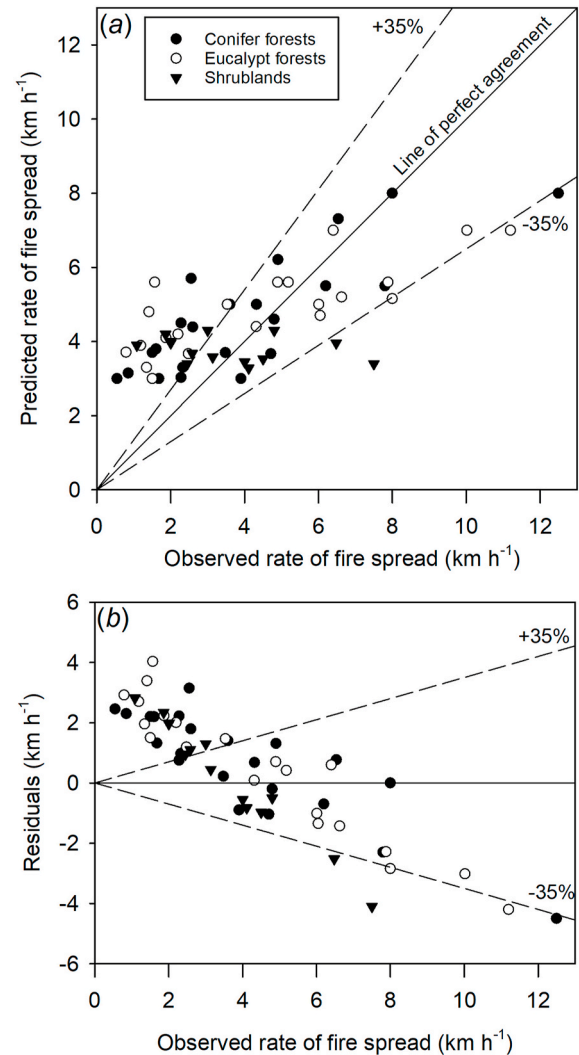 (a)
Conifer forests
Eucalypt forests
Shrublands
+35%
Line of perfect agreement
-35%
12
10
8
6
4
2
0
Predicted rate of fire spread (km h⁻¹)
0 2 4 6 8 10 12
Observed rate of fire spread (km h⁻¹)
(b)
+35%
-35%
6
4
2
0
-2
-4
-6
Residuals (km h⁻¹)
0 2 4 6 8 10 12
Observed rate of fire spread (km h⁻¹)